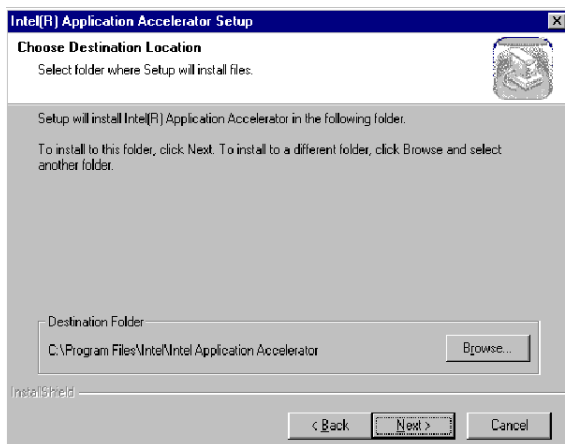 Intel(R) Application Accelerator Setup
Choose Destination Location
Select folder where Setup will install files.
Setup will install Intel(R) Application Accelerator in the following folder.
To install to this folder, click Next. To install to a different folder, click Browse and select
another folder.
Destination Folder
C:\Program Files\Intel\Intel Application Accelerator
Browse...
InstallShield
< Back
Next >
Cancel